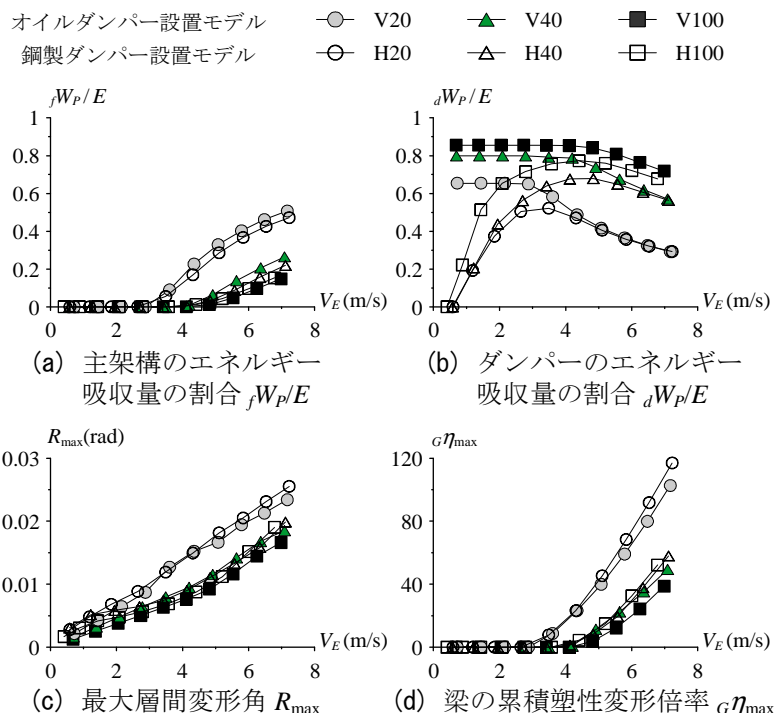 オイルダンパー設置モデル V20 V40 V100
鋼製ダンパー設置モデル H20 H40 H100
fWP/E
1
0.8
0.6
0.4
0.2
0
0 2 4 6 8
VE(m/s)
(a) 主架構のエネルギー
吸収量の割合 fWP/E
dWP/E
1
0.8
0.6
0.4
0.2
0
0 2 4 6 8
VE(m/s)
(b) ダンパーのエネルギー
吸収量の割合 dWP/E
Rmax(rad)
0.03
0.02
0.01
0
0 2 4 6 8
VE(m/s)
(c) 最大層間変形角 Rmax
Gηmax
120
80
40
0
0 2 4 6 8
VE(m/s)
(d) 梁の累積塑性変形倍率 Gηmax